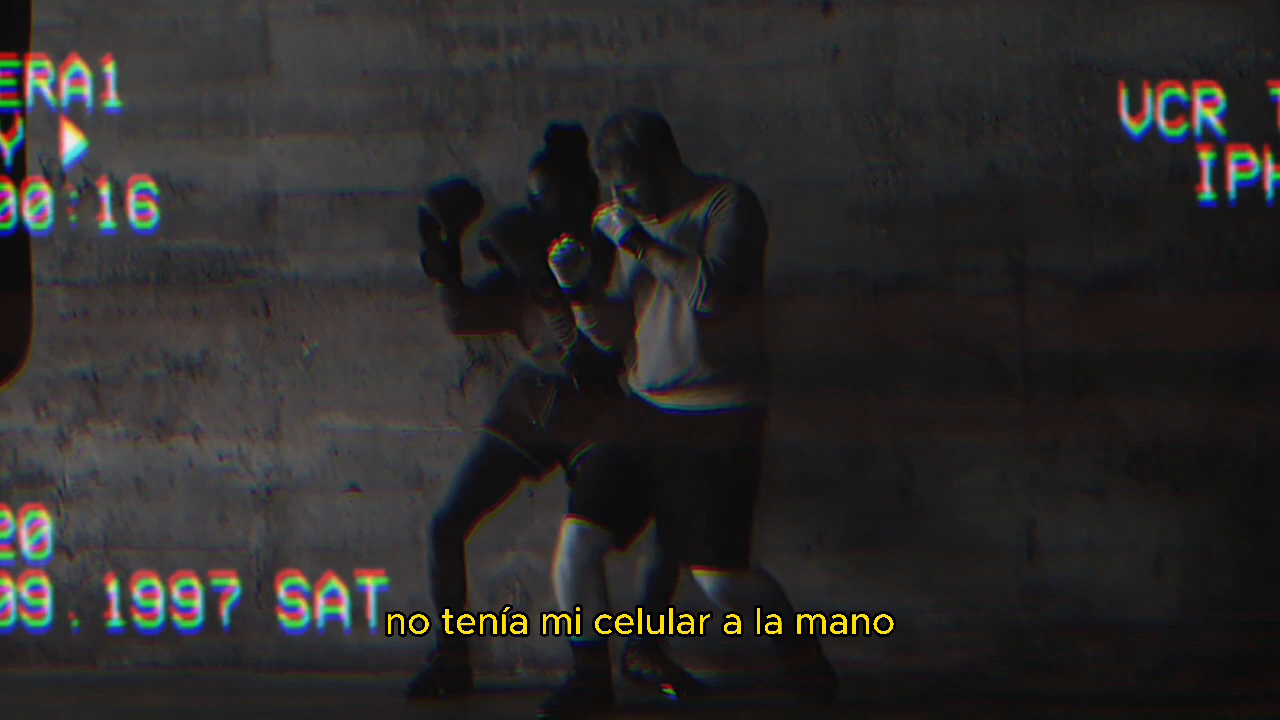 ERA1
Y
00:16
VCR
IPH
20
09.1997 SAT
no tenía mi celular a la mano